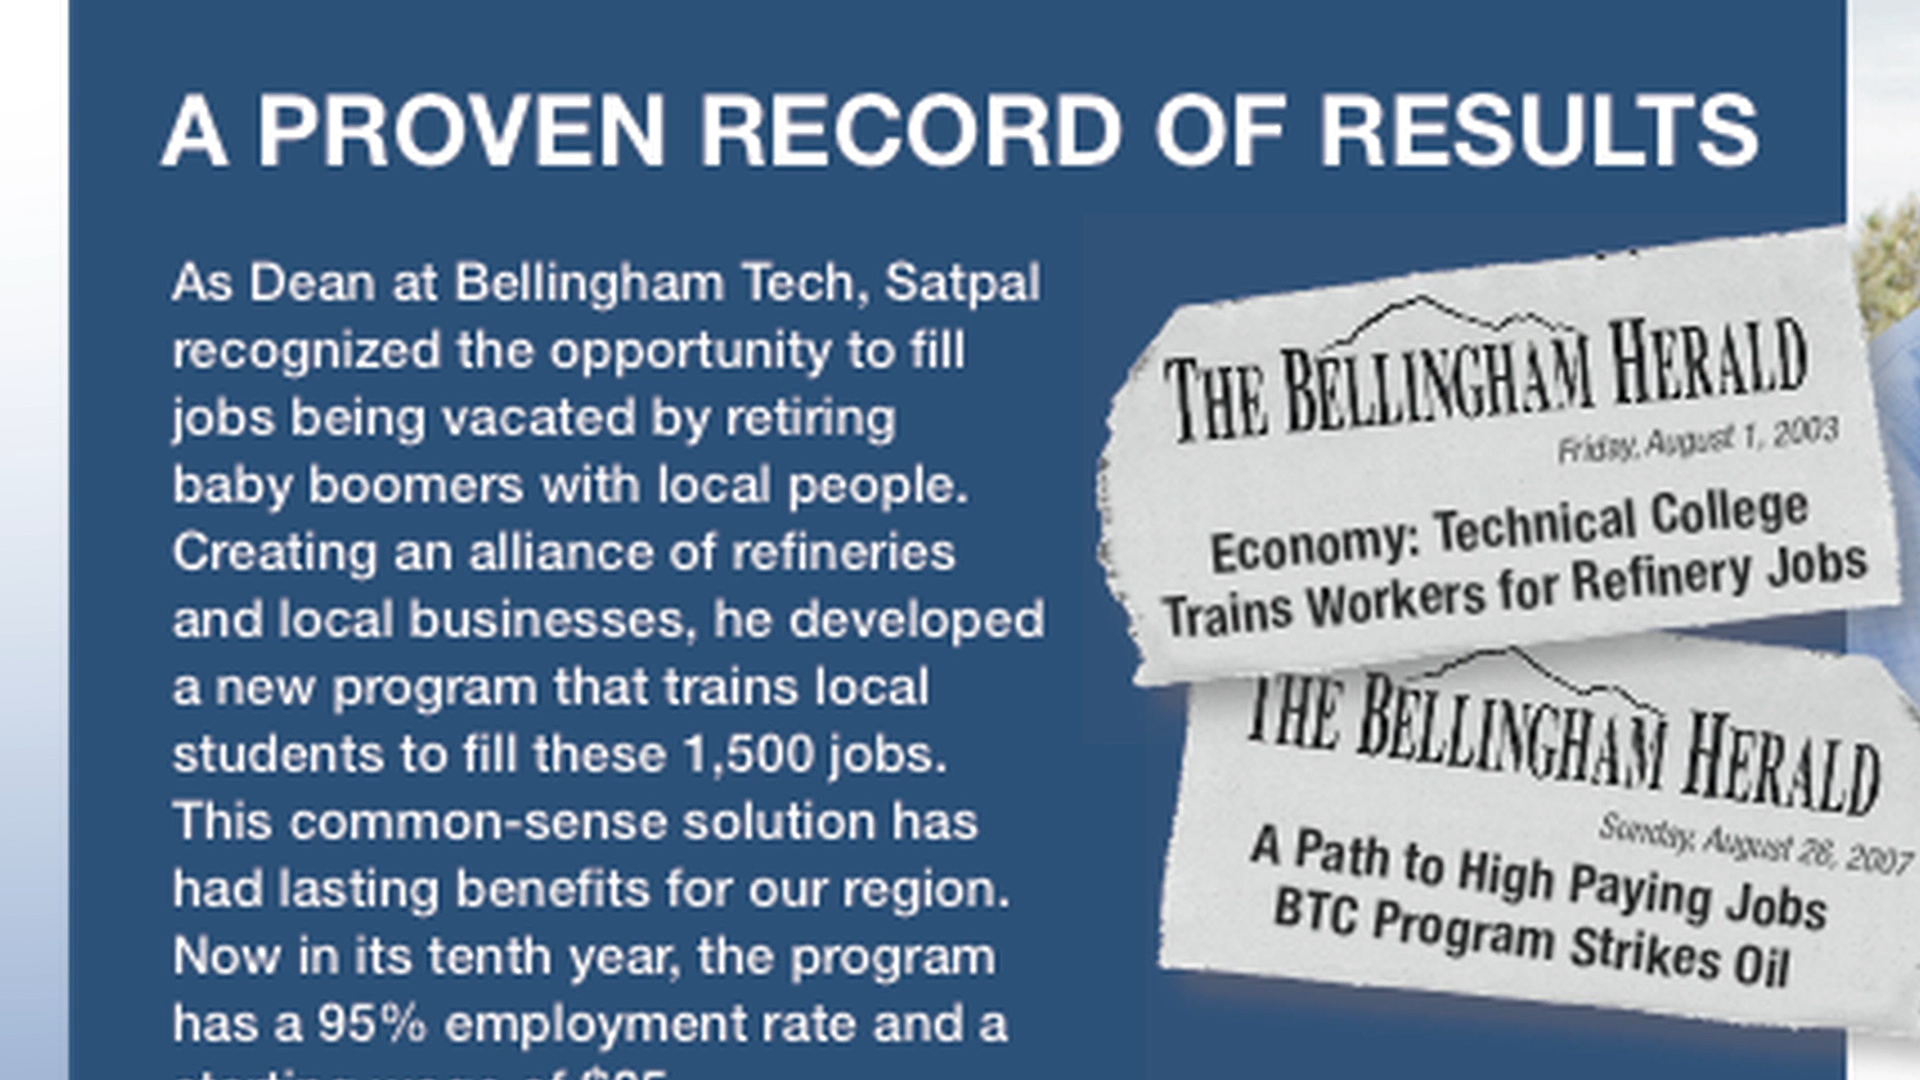 A PROVEN RECORD OF RESULTS
As Dean at Bellingham Tech, Satpal
recognized the opportunity to fill
jobs being vacated by retiring
baby boomers with local people.
Creating an alliance of refineries
and local businesses, he developed
a new program that trains local
students to fill these 1,500 jobs.
This common-sense solution has
had lasting benefits for our region.
Now in its tenth year, the program
has a 95% employment rate and a
THE BELLINGHAM HERALD
Friday, August 1, 2003
Economy: Technical College
Trains Workers for Refinery Jobs
THE BELLINGHAM HERALD
Sunday, August 26, 2007
A Path to High Paying Jobs
BTC Program Strikes Oil